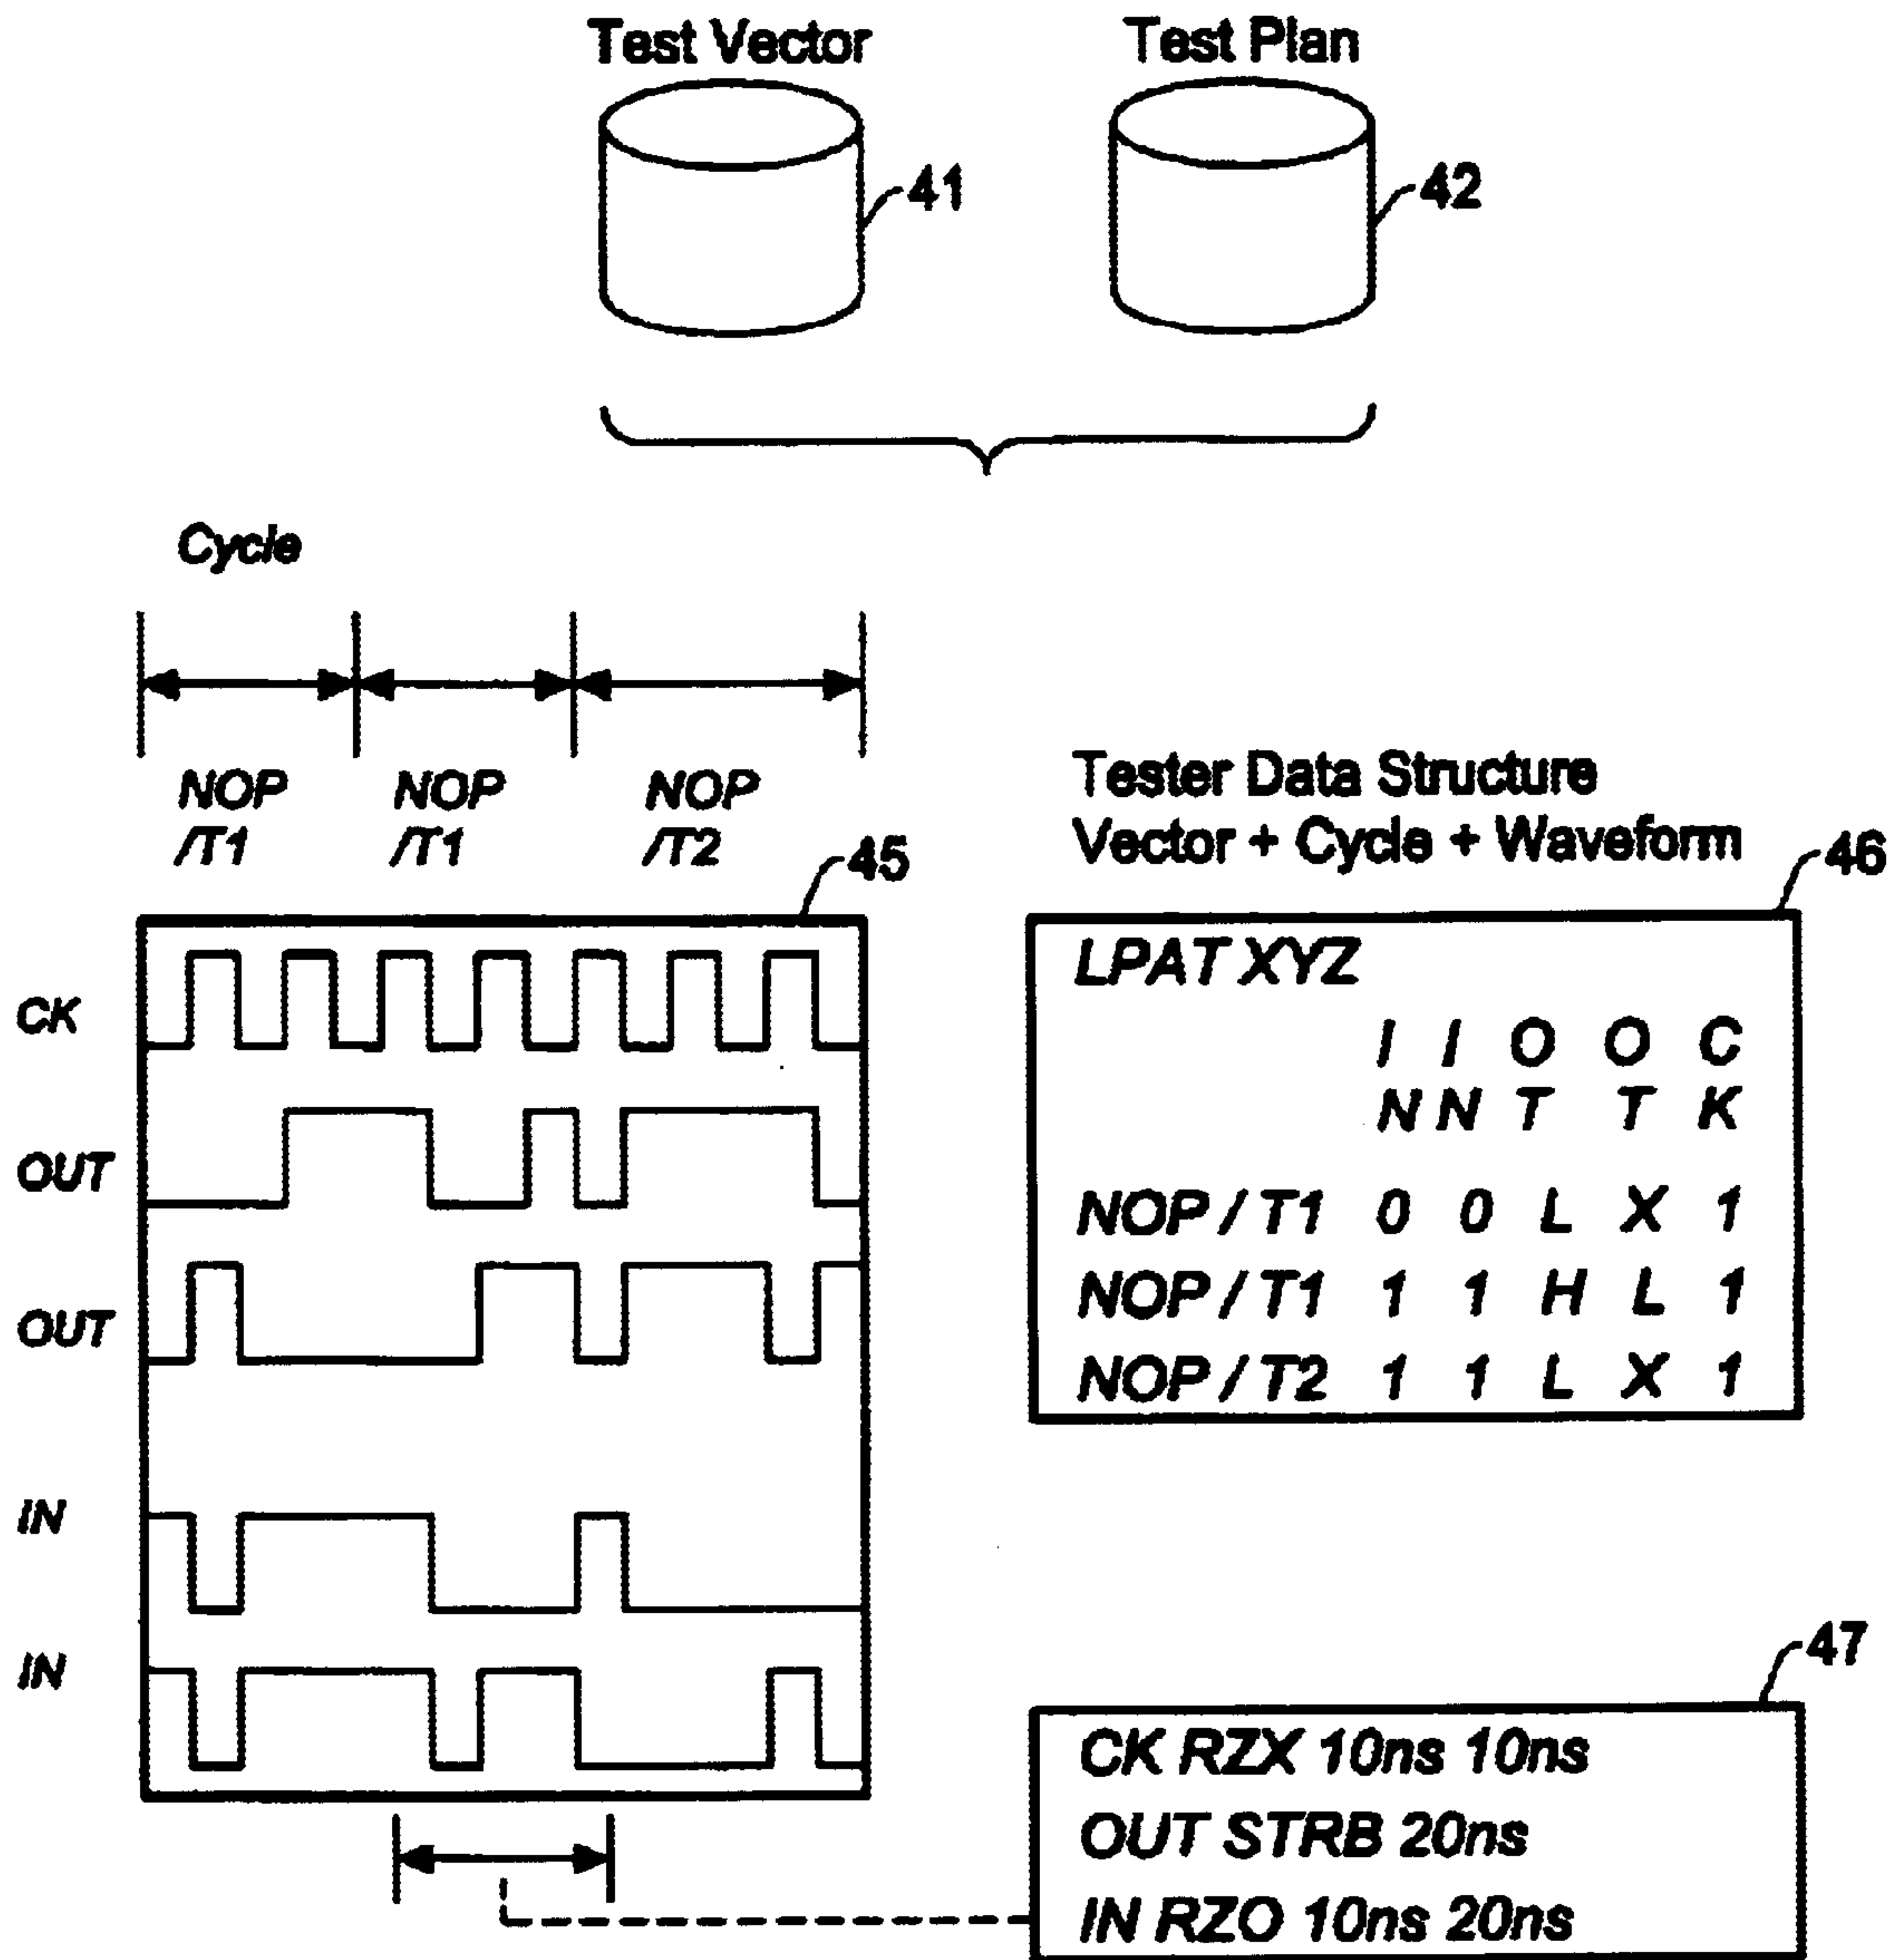 Test Vector
Test Plan
41
42
Cycle
NOP
/T1
NOP
/T1
NOP
/T2
45
CK
OUT
OUT
IN
IN
Tester Data Structure
Vector + Cycle + Waveform
46
LPAT XYZ
I I O O C
N N T T K
NOP / T1 0 0 L X 1
NOP / T1 1 1 H L 1
NOP / T2 1 1 L X 1
47
CK RZX 10ns 10ns
OUT STRB 20ns
IN RZO 10ns 20ns